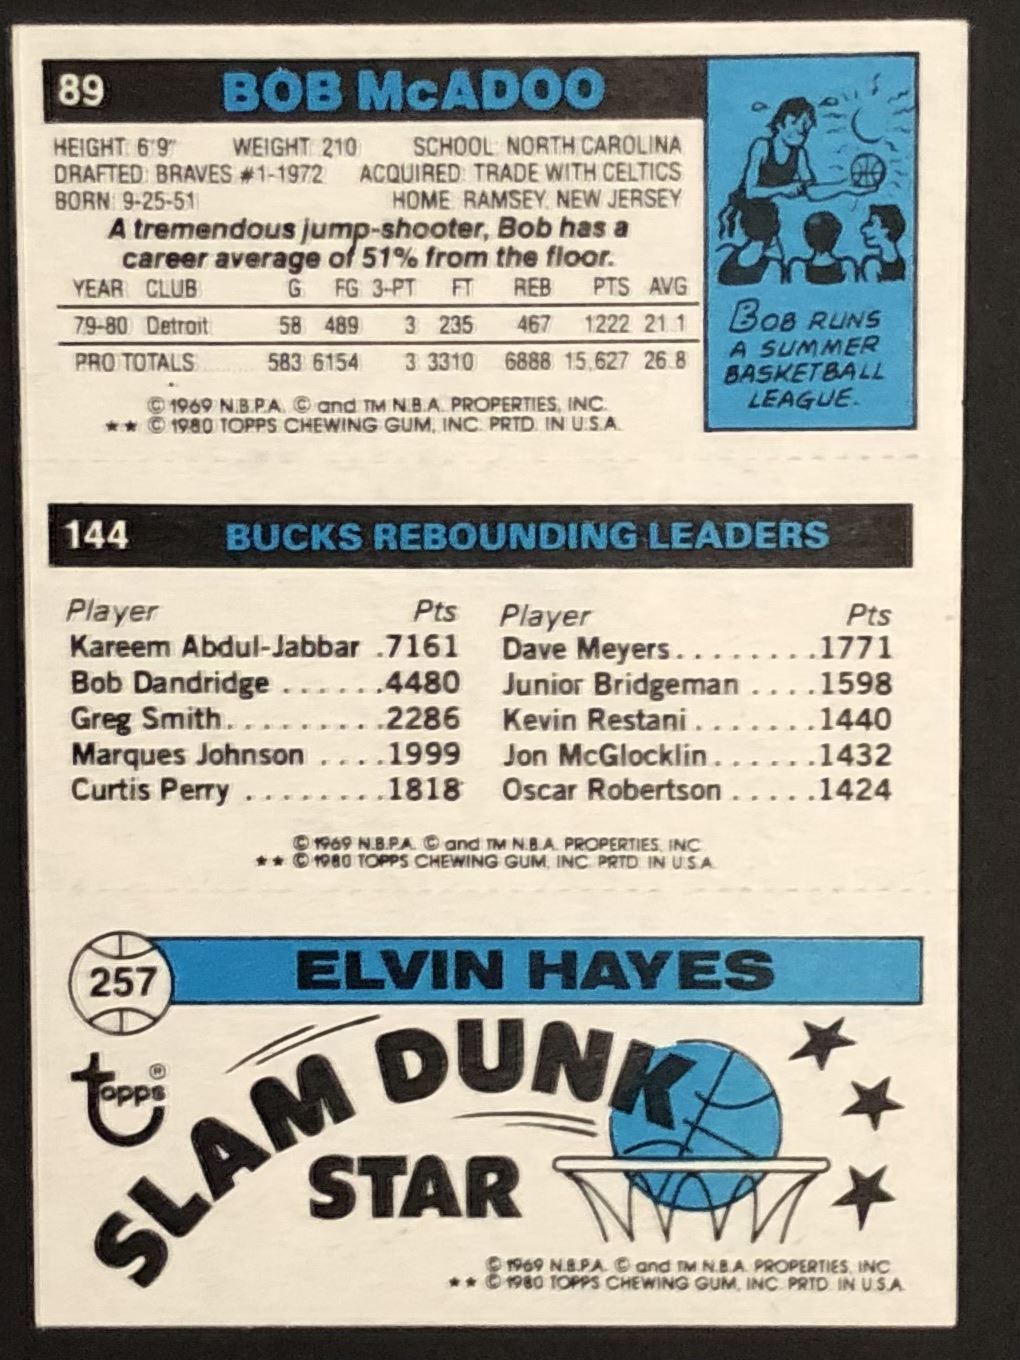 89 BOB McADOO
HEIGHT: 6'9" WEIGHT: 210 SCHOOL: NORTH CAROLINA
DRAFTED: BRAVES #1-1972 ACQUIRED: TRADE WITH CELTICS
BORN: 9-25-51 HOME: RAMSEY, NEW JERSEY
A tremendous jump-shooter, Bob has a
career average of 51% from the floor.
YEAR CLUB G FG 3-PT FT REB PTS AVG
79-80 Detroit 58 489 3 235 467 1222 21.1
PRO TOTALS ........ 583 6154 3 3310 6888 15,627 26.8
© 1969 N.B.P.A. © and TM N.B.A. PROPERTIES, INC.
** © 1980 TOPPS CHEWING GUM, INC. PRTD. IN U.S.A.
BOB RUNS
A SUMMER
BASKETBALL
LEAGUE.
144 BUCKS REBOUNDING LEADERS
Player Pts Player Pts
Kareem Abdul-Jabbar .7161 Dave Meyers........1771
Bob Dandridge ......4480 Junior Bridgeman ....1598
Greg Smith.........2286 Kevin Restani.......1440
Marques Johnson ....1999 Jon McGlocklin......1432
Curtis Perry ........1818 Oscar Robertson .....1424
© 1969 N.B.P.A. © and TM N.B.A. PROPERTIES, INC.
** © 1980 TOPPS CHEWING GUM, INC. PRTD. IN U.S.A.
257 ELVIN HAYES
topps®
SLAM DUNK
STAR
© 1969 N.B.P.A. © and TM N.B.A. PROPERTIES, INC.
** © 1980 TOPPS CHEWING GUM, INC. PRTD. IN U.S.A.